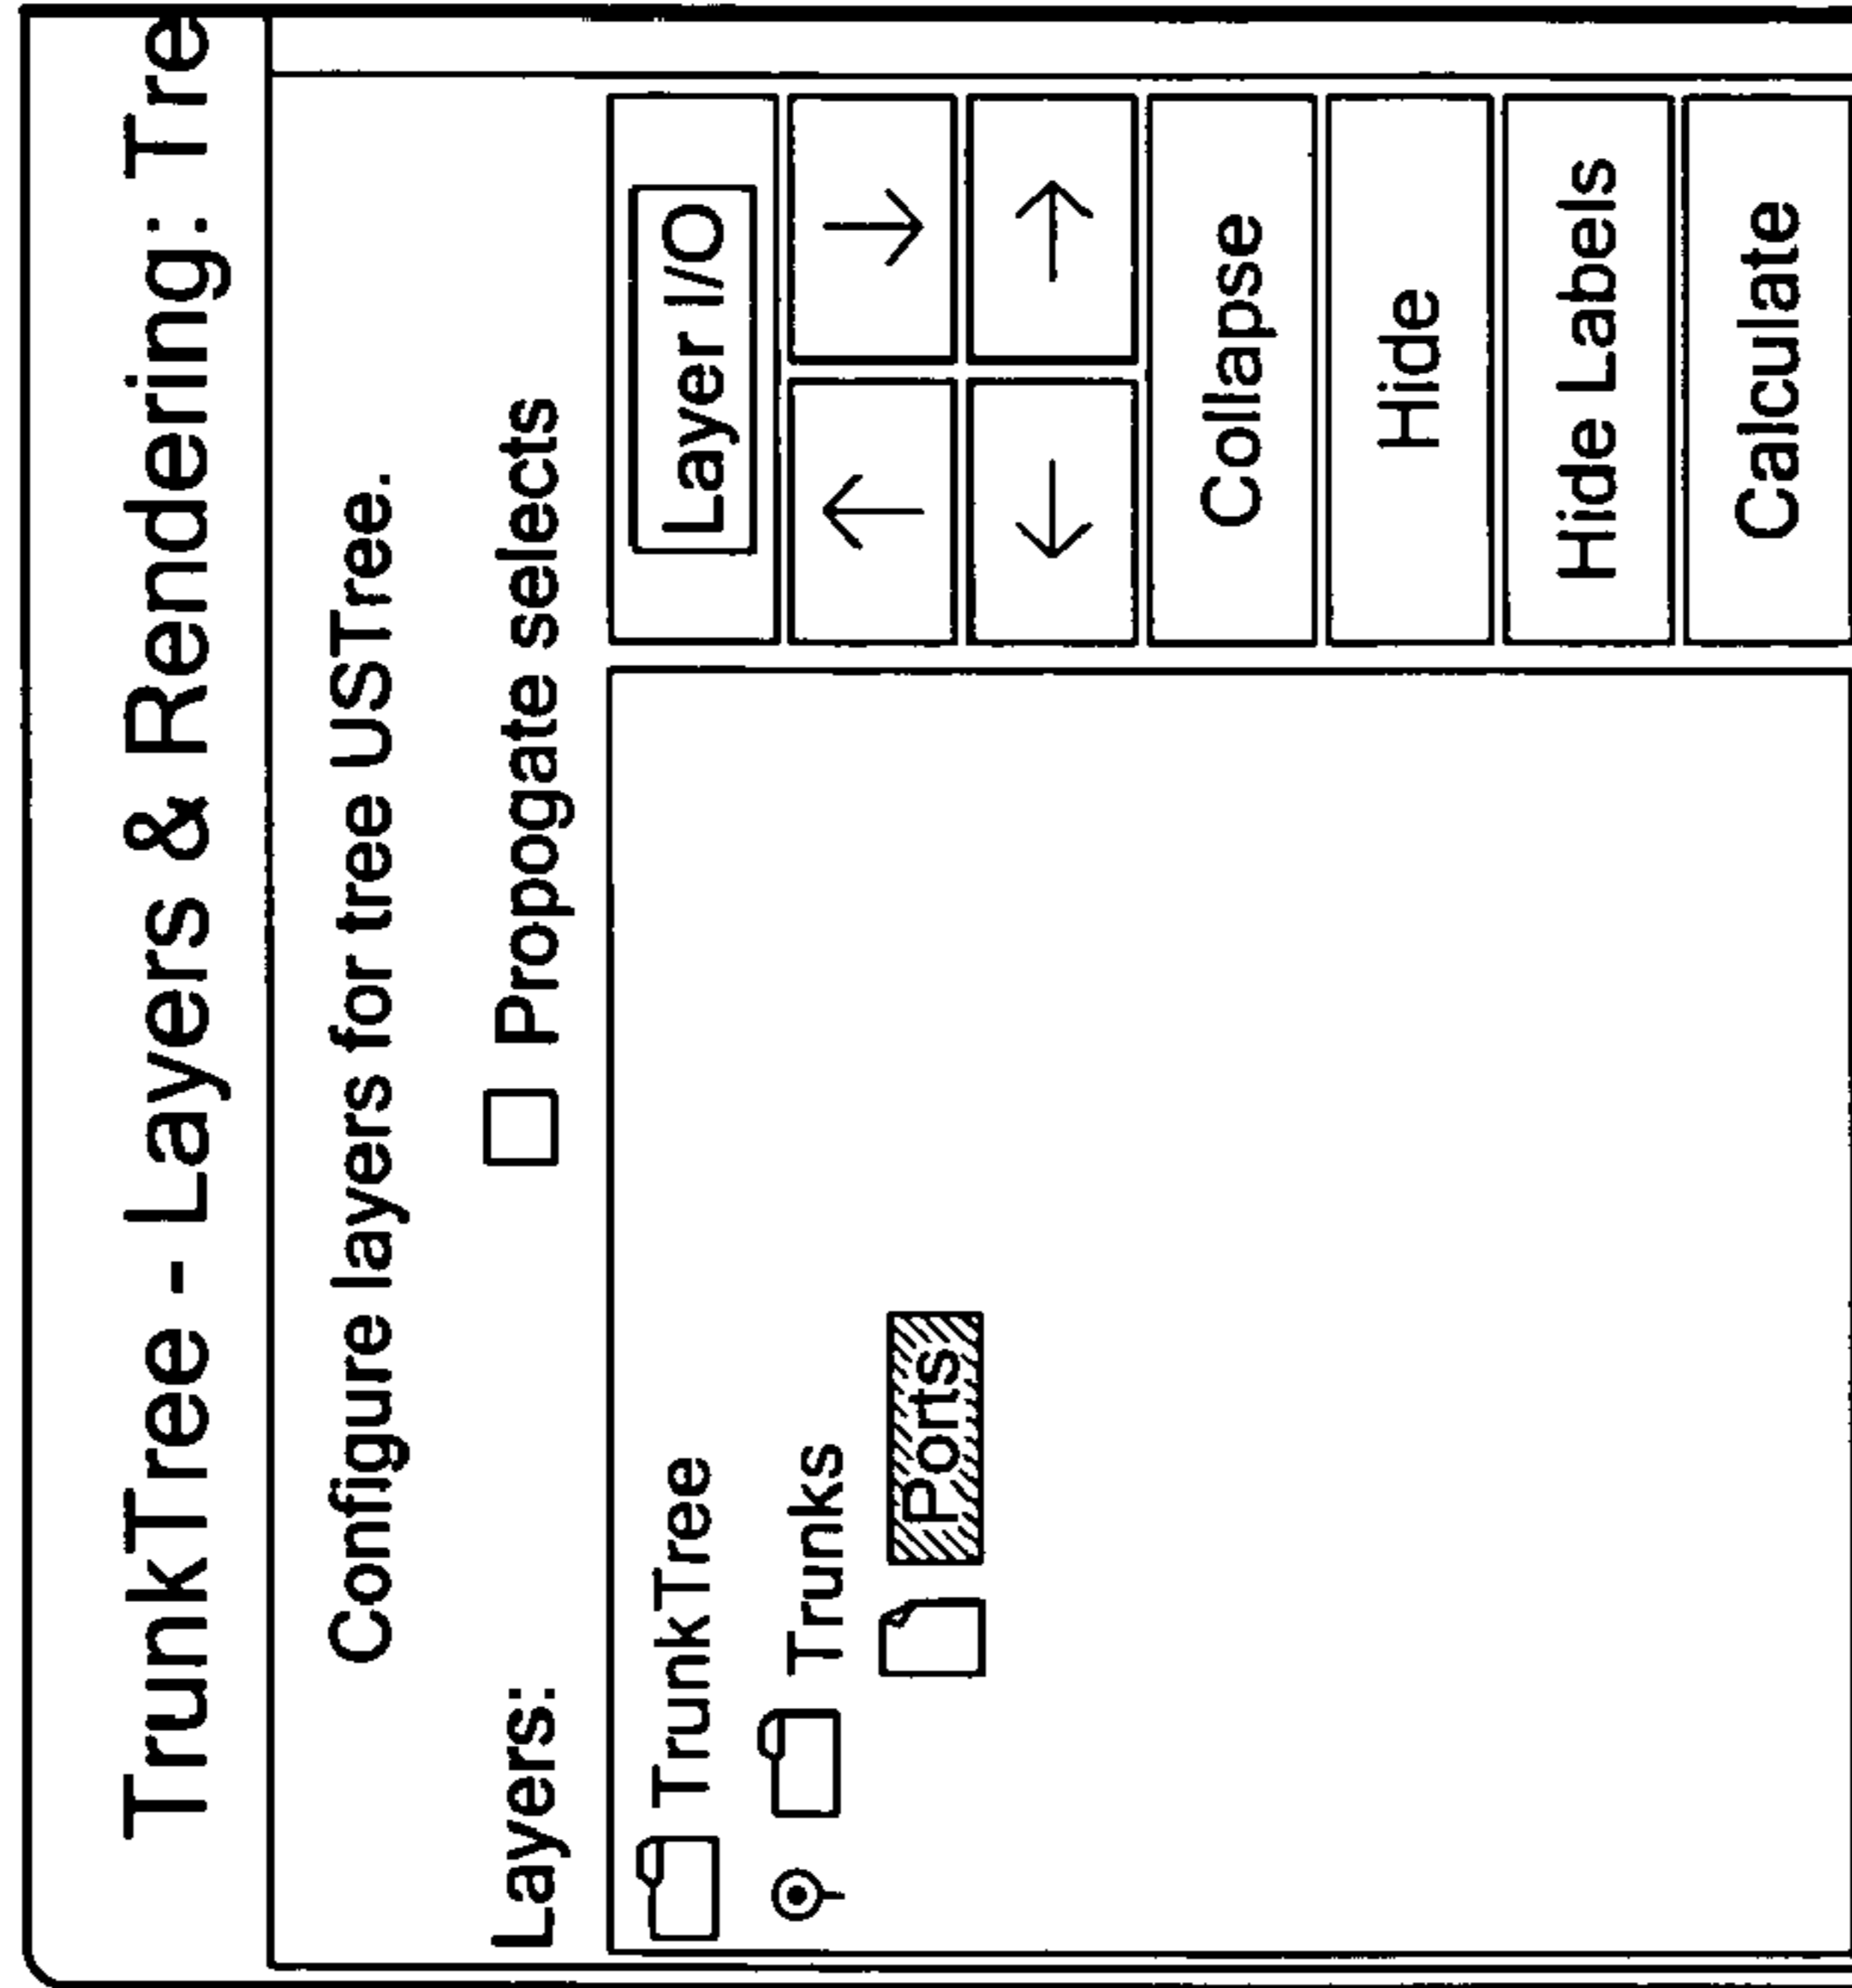 TrunkTree - Layers & Rendering: Tre
Configure layers for tree USTree.
Layers:
Propogate selects
TrunkTree
Trunks
Ports
Layer I/O
Collapse
Hide
Hide Labels
Calculate